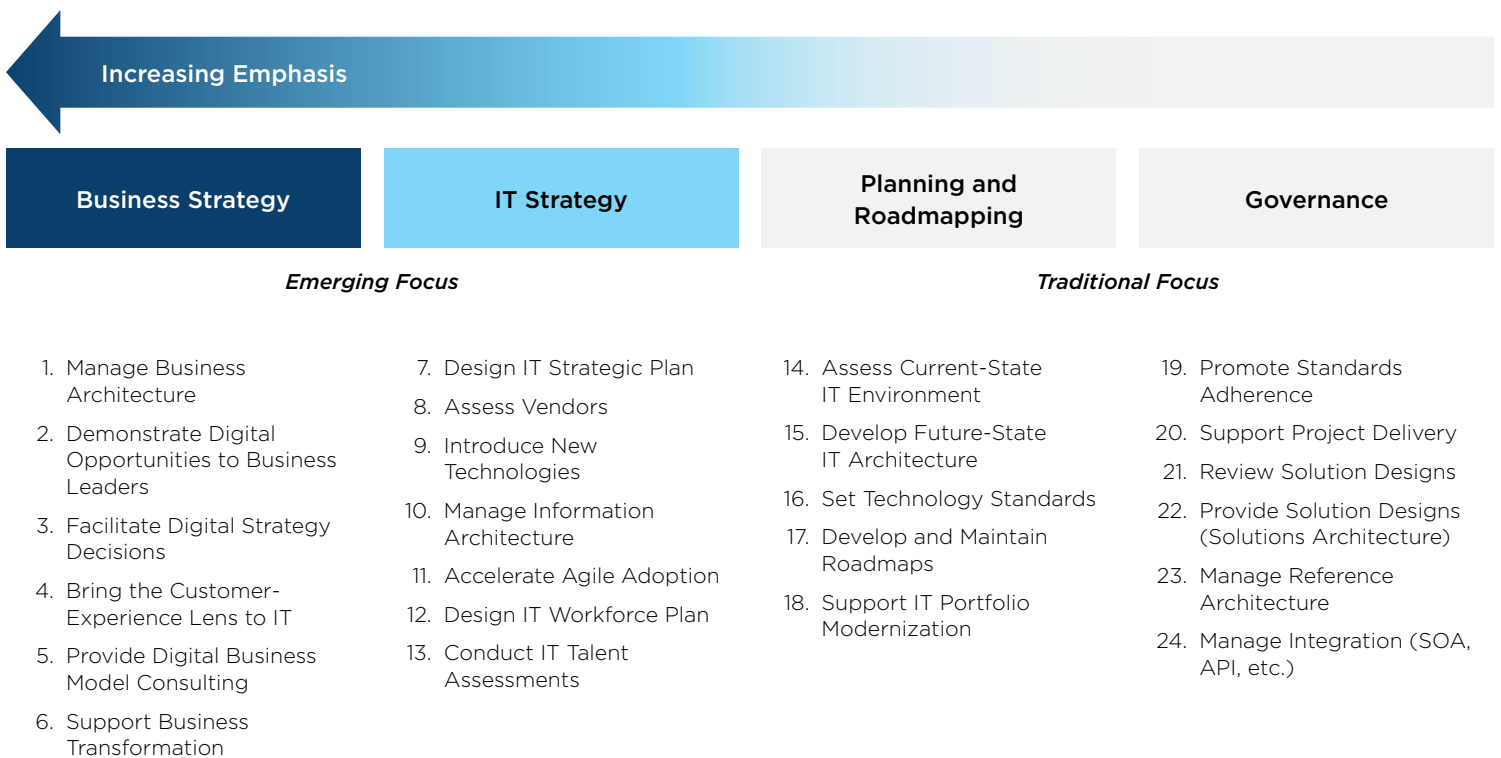 Increasing Emphasis
Business Strategy
IT Strategy
Planning and
Roadmapping
Governance
Emerging Focus
Traditional Focus
1. Manage Business
Architecture
2. Demonstrate Digital
Opportunities to Business
Leaders
3. Facilitate Digital Strategy
Decisions
4. Bring the Customer-
Experience Lens to IT
5. Provide Digital Business
Model Consulting
6. Support Business
Transformation
7. Design IT Strategic Plan
8. Assess Vendors
9. Introduce New
Technologies
10. Manage Information
Architecture
11. Accelerate Agile Adoption
12. Design IT Workforce Plan
13. Conduct IT Talent
Assessments
14. Assess Current-State
IT Environment
15. Develop Future-State
IT Architecture
16. Set Technology Standards
17. Develop and Maintain
Roadmaps
18. Support IT Portfolio
Modernization
19. Promote Standards
Adherence
20. Support Project Delivery
21. Review Solution Designs
22. Provide Solution Designs
(Solutions Architecture)
23. Manage Reference
Architecture
24. Manage Integration (SOA,
API, etc.)